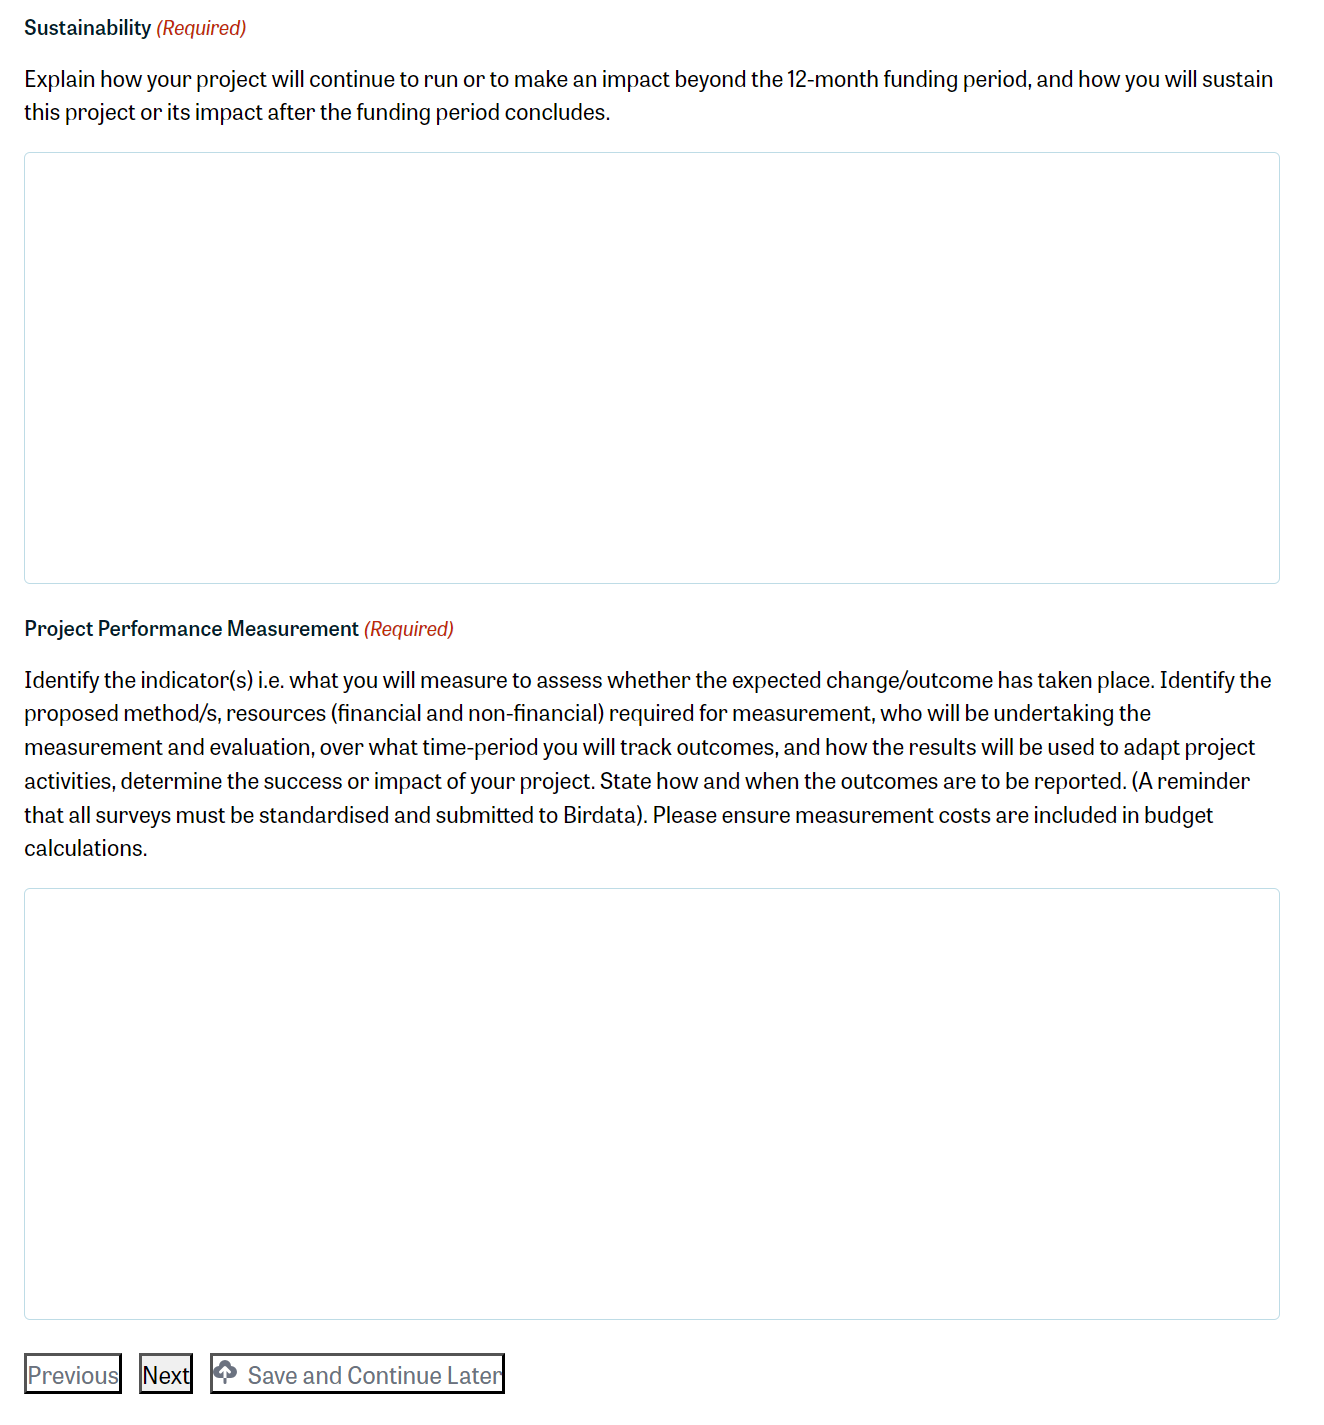 Sustainability (Required)
Explain how your project will continue to run or to make an impact beyond the 12-month funding period, and how you will sustain
this project or its impact after the funding period concludes.
Project Performance Measurement (Required)
Identify the indicator(s) i.e. what you will measure to assess whether the expected change/outcome has taken place. Identify the
proposed method/s, resources (financial and non-financial) required for measurement, who will be undertaking the
measurement and evaluation, over what time-period you will track outcomes, and how the results will be used to adapt project
activities, determine the success or impact of your project. State how and when the outcomes are to be reported. (A reminder
that all surveys must be standardised and submitted to Birdata). Please ensure measurement costs are included in budget
calculations.
Previous Next Save and Continue Later